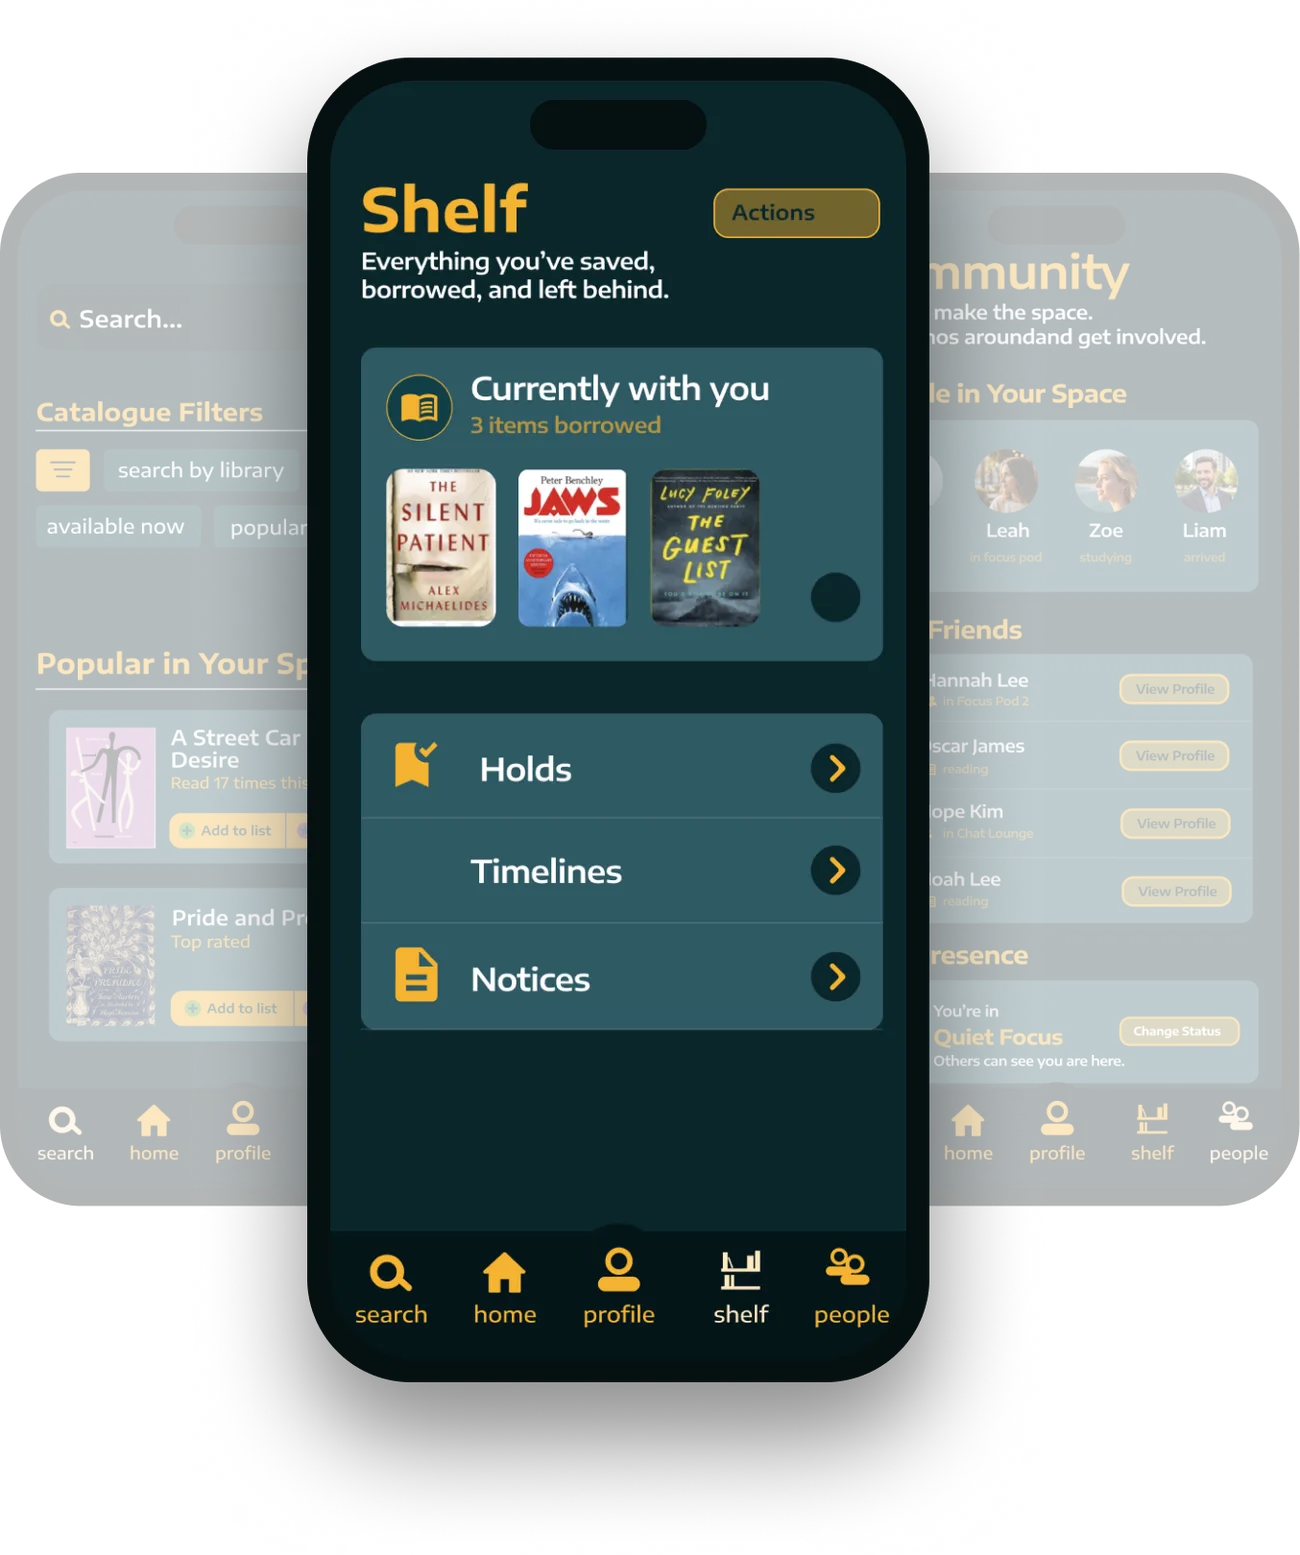 Search...
Catalogue Filters
search by library
available now
popular
Popular in Your Sp
A Street Car
Desire
Read 17 times this
Add to list
Pride and Pr
Top rated
PRIDE
Add to list
search
home
profile
Shelf
Actions
Everything you've saved,
borrowed, and left behind.
Currently with you
3 items borrowed
THE
SILENT
PATIENT
ALEX
MICHAELIDES
Peter Benchley
JAWS
LUCY FOLEY
THE
GUEST
LIST
Holds
Timelines
Notices
search
home
profile
shelf
people
mmunity
make the space.
hos aroundand get involved.
le in Your Space
Leah
Zoe
Liam
in focus pod
studying
arrived
Friends
Hannah Lee
in Focus Pod 2
View Profile
scar James
reading
View Profile
ope Kim
in Chat Lounge
View Profile
oah Lee
reading
View Profile
resence
You're in
Quiet Focus
Others can see you are here.
Change Status
home
profile
shelf
people